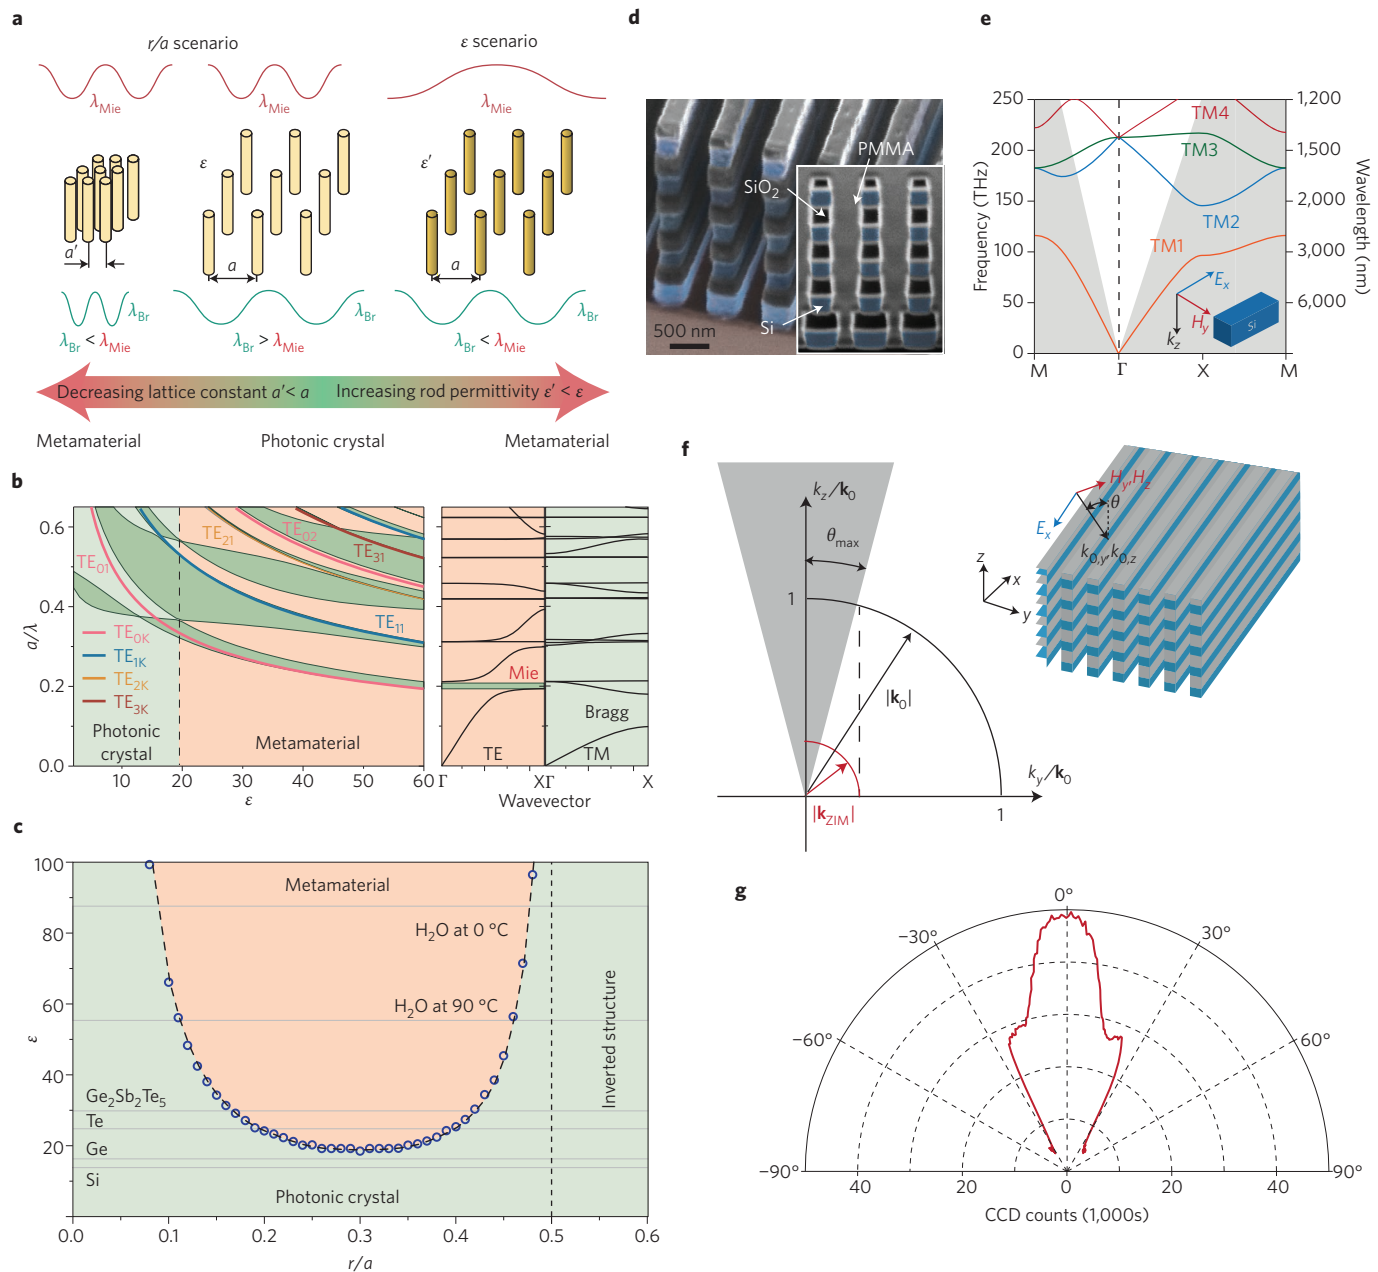 a
r/a scenario
ε scenario
λMie
λMie
λMie
ε
ε′
a′
a
a
λBr
λBr
λBr
λBr < λMie
λBr > λMie
λBr < λMie
Decreasing lattice constant a′< a
Increasing rod permittivity ε′ < ε
Metamaterial
Photonic crystal
Metamaterial
b
a/λ
0.6
0.4
0.2
0.0
TE01
TE21
TE02
TE31
TE11
TE0K
TE1K
TE2K
TE3K
Photonic
crystal
Metamaterial
10 20 30 40 50 60
ε
Mie
Bragg
TE
TM
Γ XΓ X
Wavevector
c
ε
100
80
60
40
20
Metamaterial
H2O at 0 °C
H2O at 90 °C
Ge2Sb2Te5
Te
Ge
Si
Photonic crystal
Inverted structure
0.0 0.1 0.2 0.3 0.4 0.5 0.6
r/a
d
PMMA
SiO2
Si
500 nm
e
Frequency (THz)
250
200
150
100
50
0
TM4
TM3
TM2
TM1
Ex
Hy
kz
Si
M Γ X M
1,200
1,500
2,000
3,000
6,000
Wavelength (nm)
f
kz/k0
θmax
1
|k0|
|kZIM|
ky/k0
1
Hy,Hz
θ
Ex
k0,y,k0,z
z
x
y
g
0°
−30° 30°
−60° 60°
−90° 90°
40 20 0 20 40
CCD counts (1,000s)